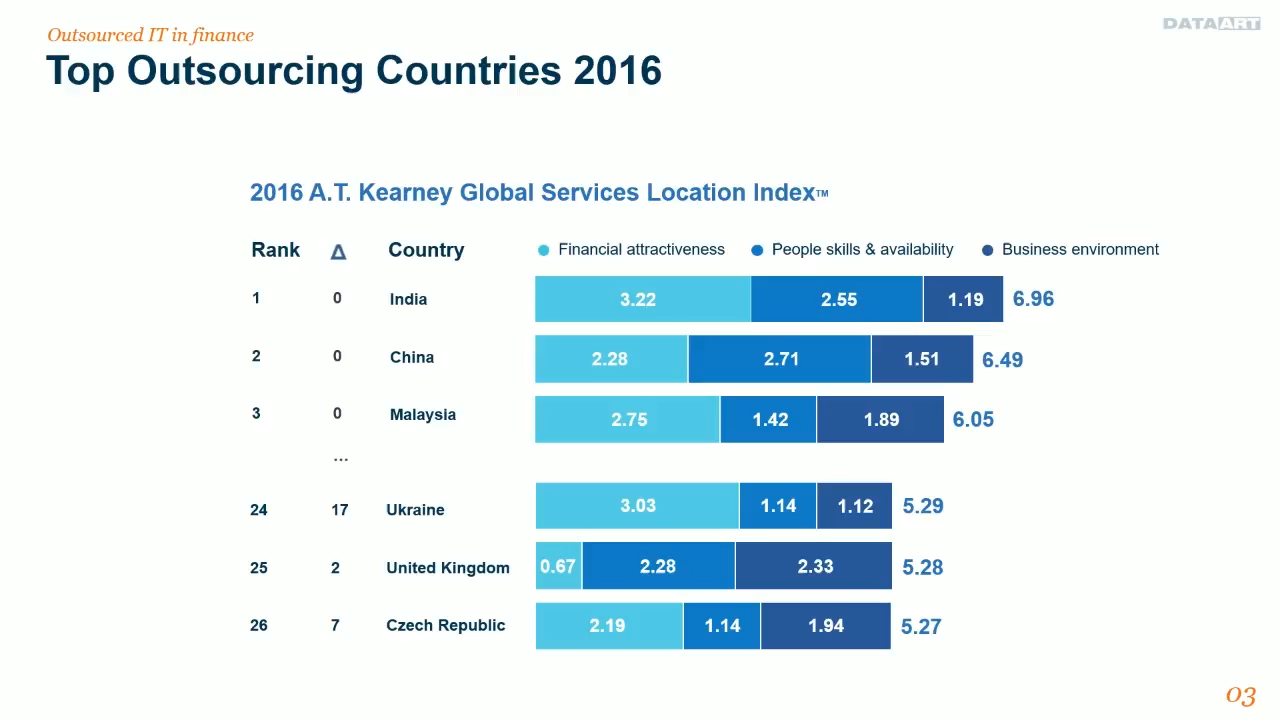 Outsourced IT in finance
DATAART
Top Outsourcing Countries 2016
2016 A.T. Kearney Global Services Location Index™
Rank Δ Country Financial attractiveness People skills & availability Business environment
1 0 India 3.22 2.55 1.19 6.96
2 0 China 2.28 2.71 1.51 6.49
3 0 Malaysia 2.75 1.42 1.89 6.05
...
24 17 Ukraine 3.03 1.14 1.12 5.29
25 2 United Kingdom 0.67 2.28 2.33 5.28
26 7 Czech Republic 2.19 1.14 1.94 5.27
03